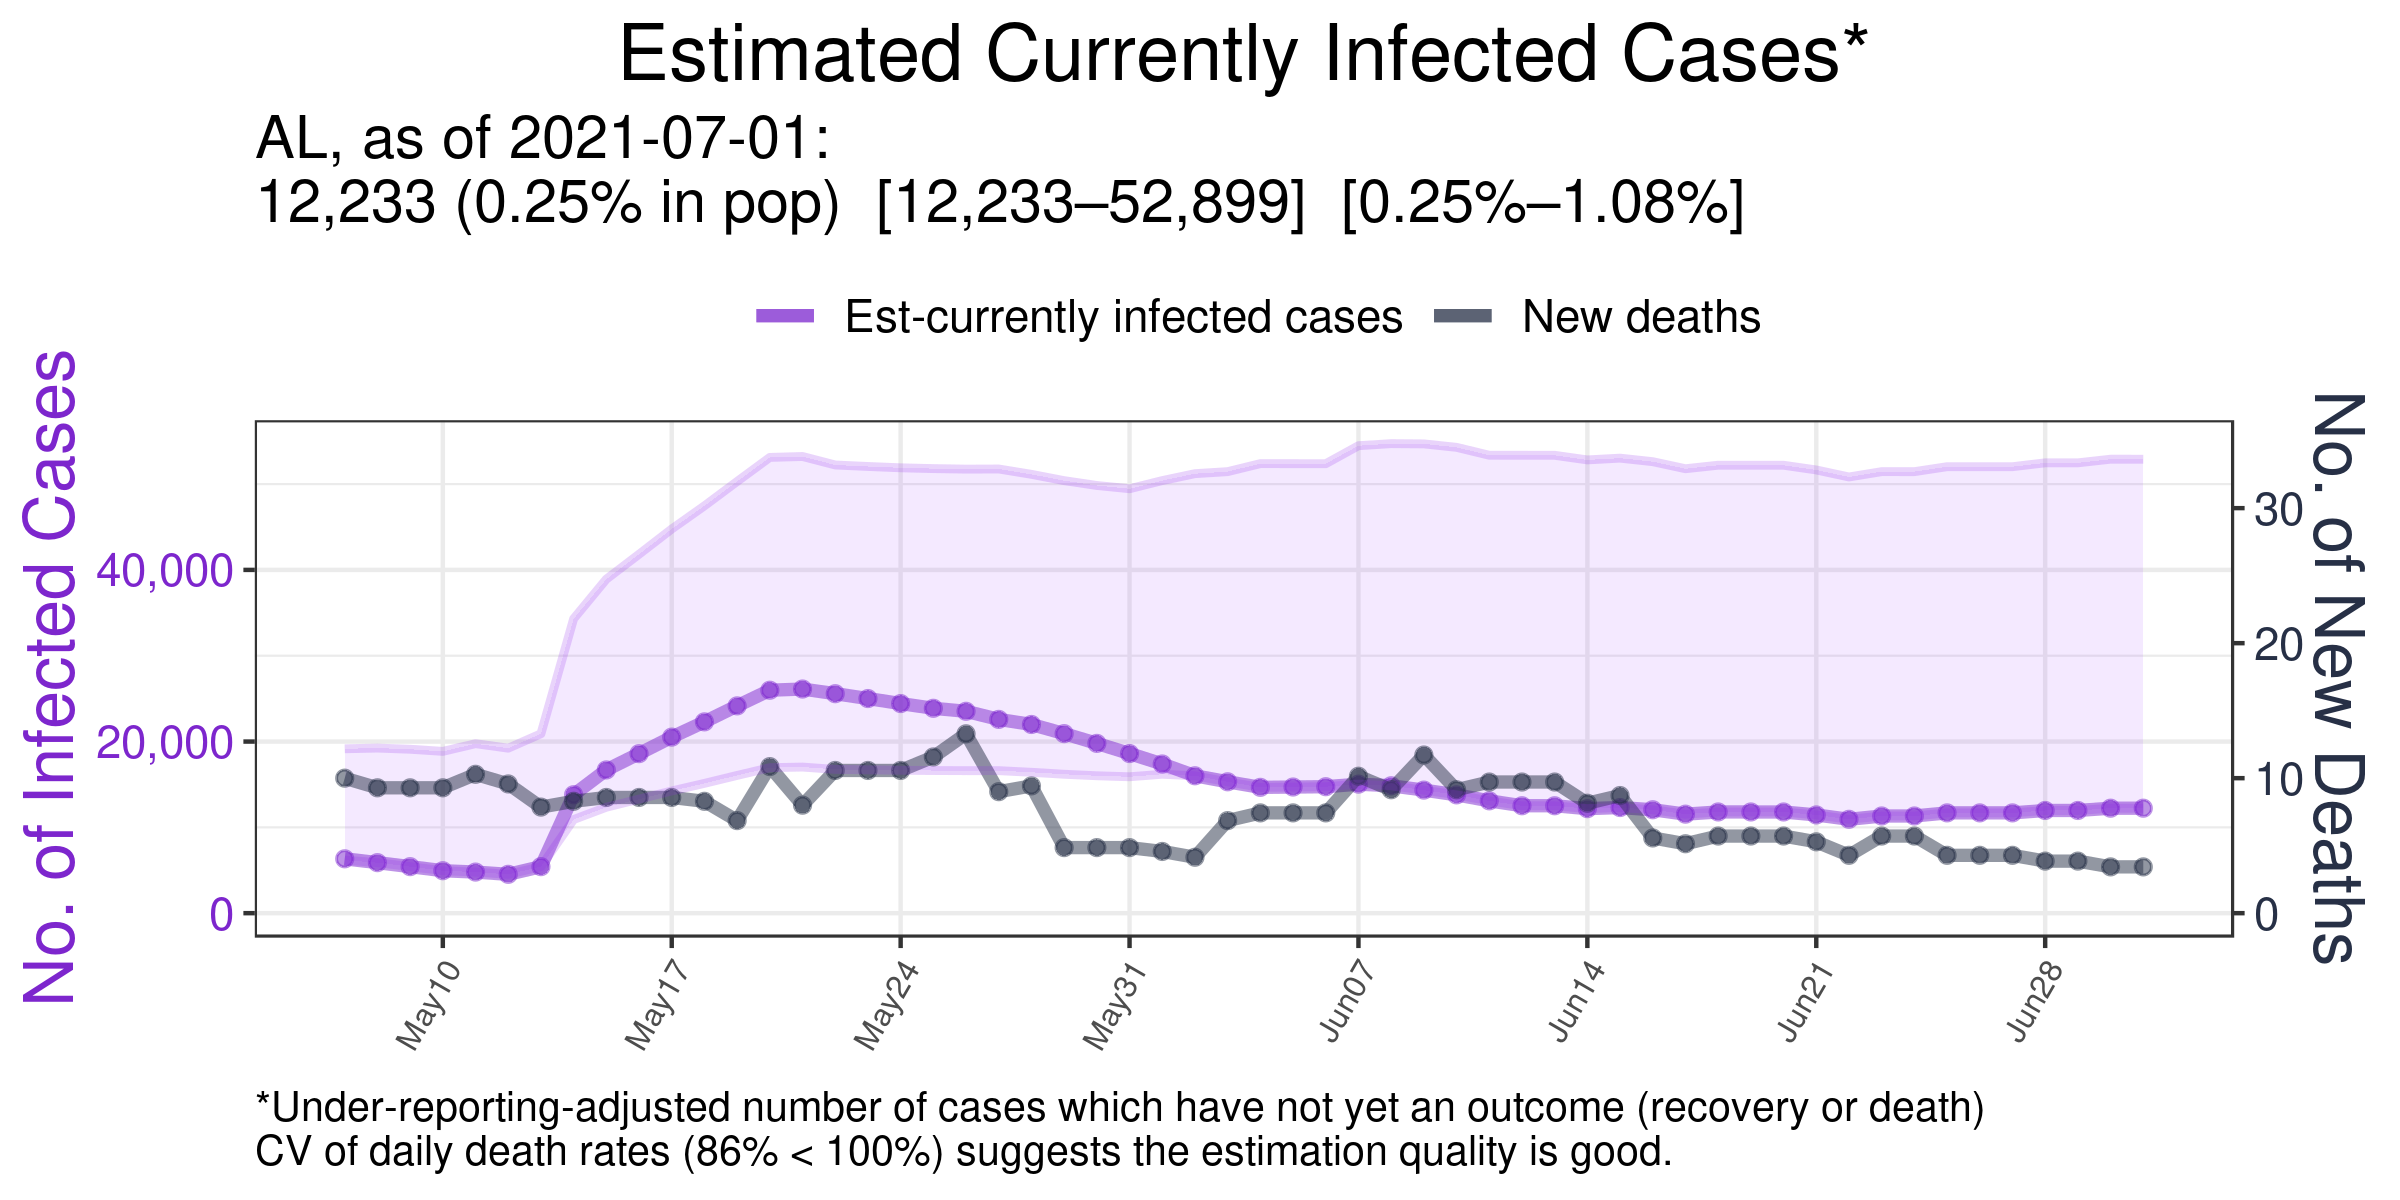 Estimated Currently Infected Cases*
AL, as of 2021-07-01:
12,233 (0.25% in pop)  [12,233–52,899]  [0.25%–1.08%]
Est-currently infected cases
New deaths
No. of Infected Cases
40,000
20,000
0
30
20
10
0
No. of New Deaths
May10
May17
May24
May31
Jun07
Jun14
Jun21
Jun28
*Under-reporting-adjusted number of cases which have not yet an outcome (recovery or death)
CV of daily death rates (86% < 100%) suggests the estimation quality is good.